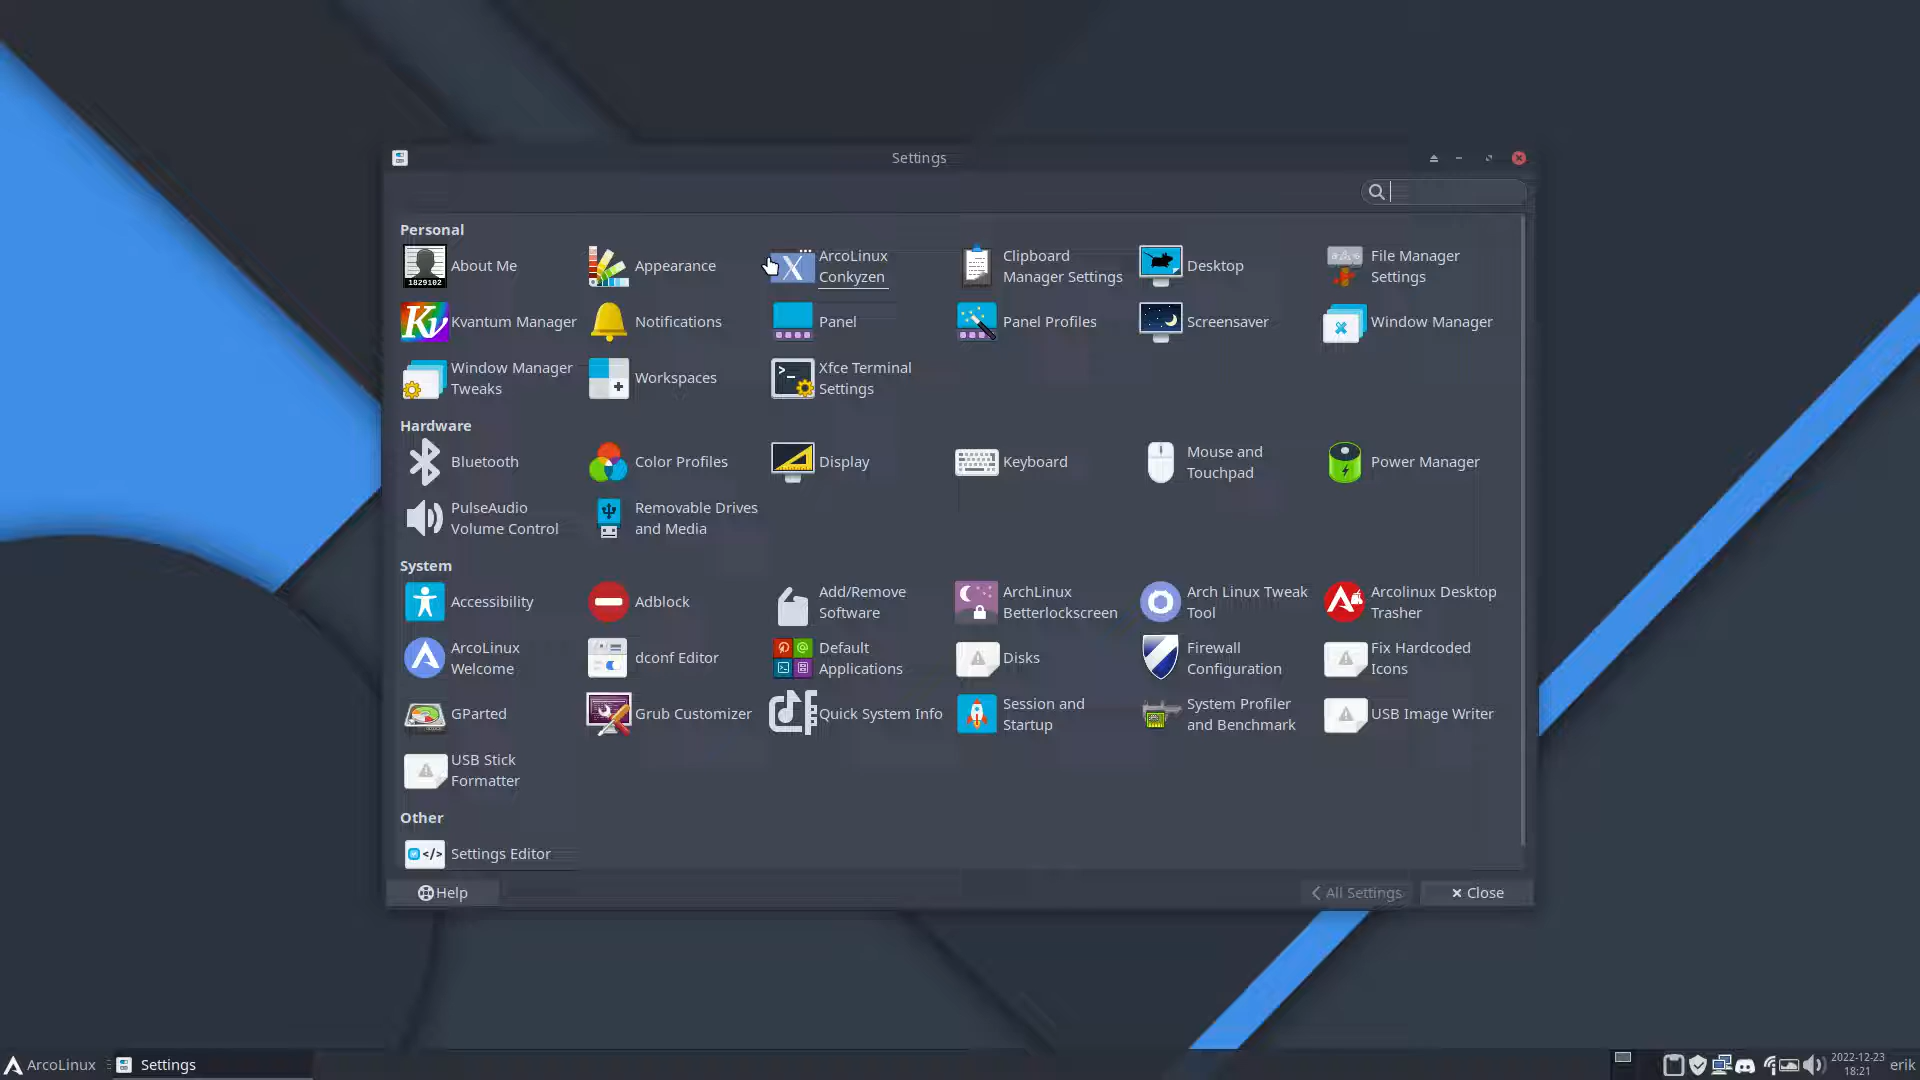 Settings
Personal
1829102
About Me
Appearance
ArcoLinux
Conkyzen
Clipboard
Manager Settings
Desktop
File Manager
Settings
Kv
Kvantum Manager
Notifications
Panel
Panel Profiles
Screensaver
Window Manager
Window Manager
Tweaks
Workspaces
Xfce Terminal
Settings
Hardware
Bluetooth
Color Profiles
Display
Keyboard
Mouse and
Touchpad
Power Manager
PulseAudio
Volume Control
Removable Drives
and Media
System
Accessibility
Adblock
Add/Remove
Software
ArchLinux
Betterlockscreen
Arch Linux Tweak
Tool
Arcolinux Desktop
Trasher
ArcoLinux
Welcome
dconf Editor
Default
Applications
Disks
Firewall
Configuration
Fix Hardcoded
Icons
GParted
Grub Customizer
Quick System Info
Session and
Startup
System Profiler
and Benchmark
USB Image Writer
USB Stick
Formatter
Other
</>
Settings Editor
Help
All Settings
Close
ArcoLinux
Settings
2022-12-23
18:21
erik